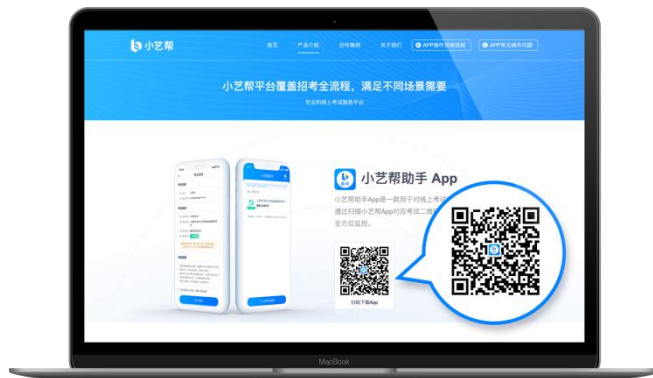 小艺帮
首页
产品介绍
合作案例
关于我们
APP操作说明视频
APP常见操作问题
小艺帮平台覆盖招考全流程，满足不同场景需要
专业的线上考试服务平台
小艺帮助手 App
小艺帮助手App是一款用于对线上考试
通过扫描小艺帮App对应考试二维
全方位监控。
扫码下载App
MacBook